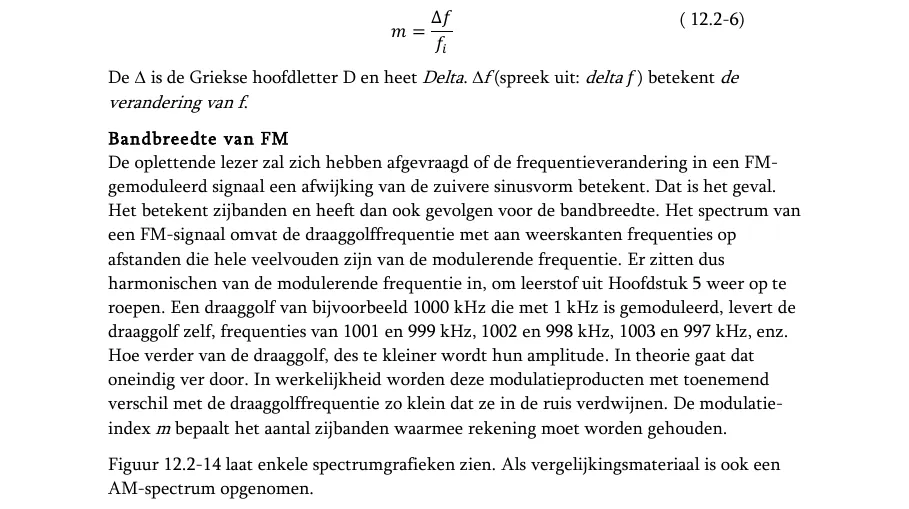 m = Δf / f_i ( 12.2-6)
De Δ is de Griekse hoofdletter D en heet Delta. Δf (spreek uit: delta f ) betekent de
verandering van f.
Bandbreedte van FM
De oplettende lezer zal zich hebben afgevraagd of de frequentieverandering in een FM-
gemoduleerd signaal een afwijking van de zuivere sinusvorm betekent. Dat is het geval.
Het betekent zijbanden en heeft dan ook gevolgen voor de bandbreedte. Het spectrum van
een FM-signaal omvat de draaggolffrequentie met aan weerskanten frequenties op
afstanden die hele veelvouden zijn van de modulerende frequentie. Er zitten dus
harmonischen van de modulerende frequentie in, om leerstof uit Hoofdstuk 5 weer op te
roepen. Een draaggolf van bijvoorbeeld 1000 kHz die met 1 kHz is gemoduleerd, levert de
draaggolf zelf, frequenties van 1001 en 999 kHz, 1002 en 998 kHz, 1003 en 997 kHz, enz.
Hoe verder van de draaggolf, des te kleiner wordt hun amplitude. In theorie gaat dat
oneindig ver door. In werkelijkheid worden deze modulatieproducten met toenemend
verschil met de draaggolffrequentie zo klein dat ze in de ruis verdwijnen. De modulatie-
index m bepaalt het aantal zijbanden waarmee rekening moet worden gehouden.
Figuur 12.2-14 laat enkele spectrumgrafieken zien. Als vergelijkingsmateriaal is ook een
AM-spectrum opgenomen.